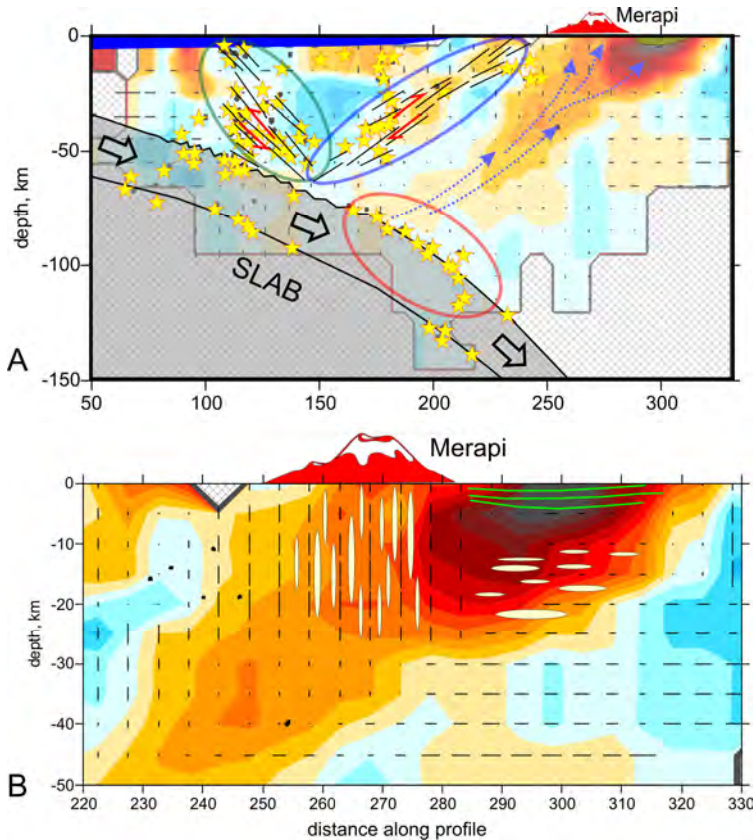 Merapi
0
-50
-100
-150
depth, km
SLAB
A
50 100 150 200 250 300
Merapi
0
-10
-20
-30
-40
-50
depth, km
B
220 230 240 250 260 270 280 290 300 310 320 330
distance along profile